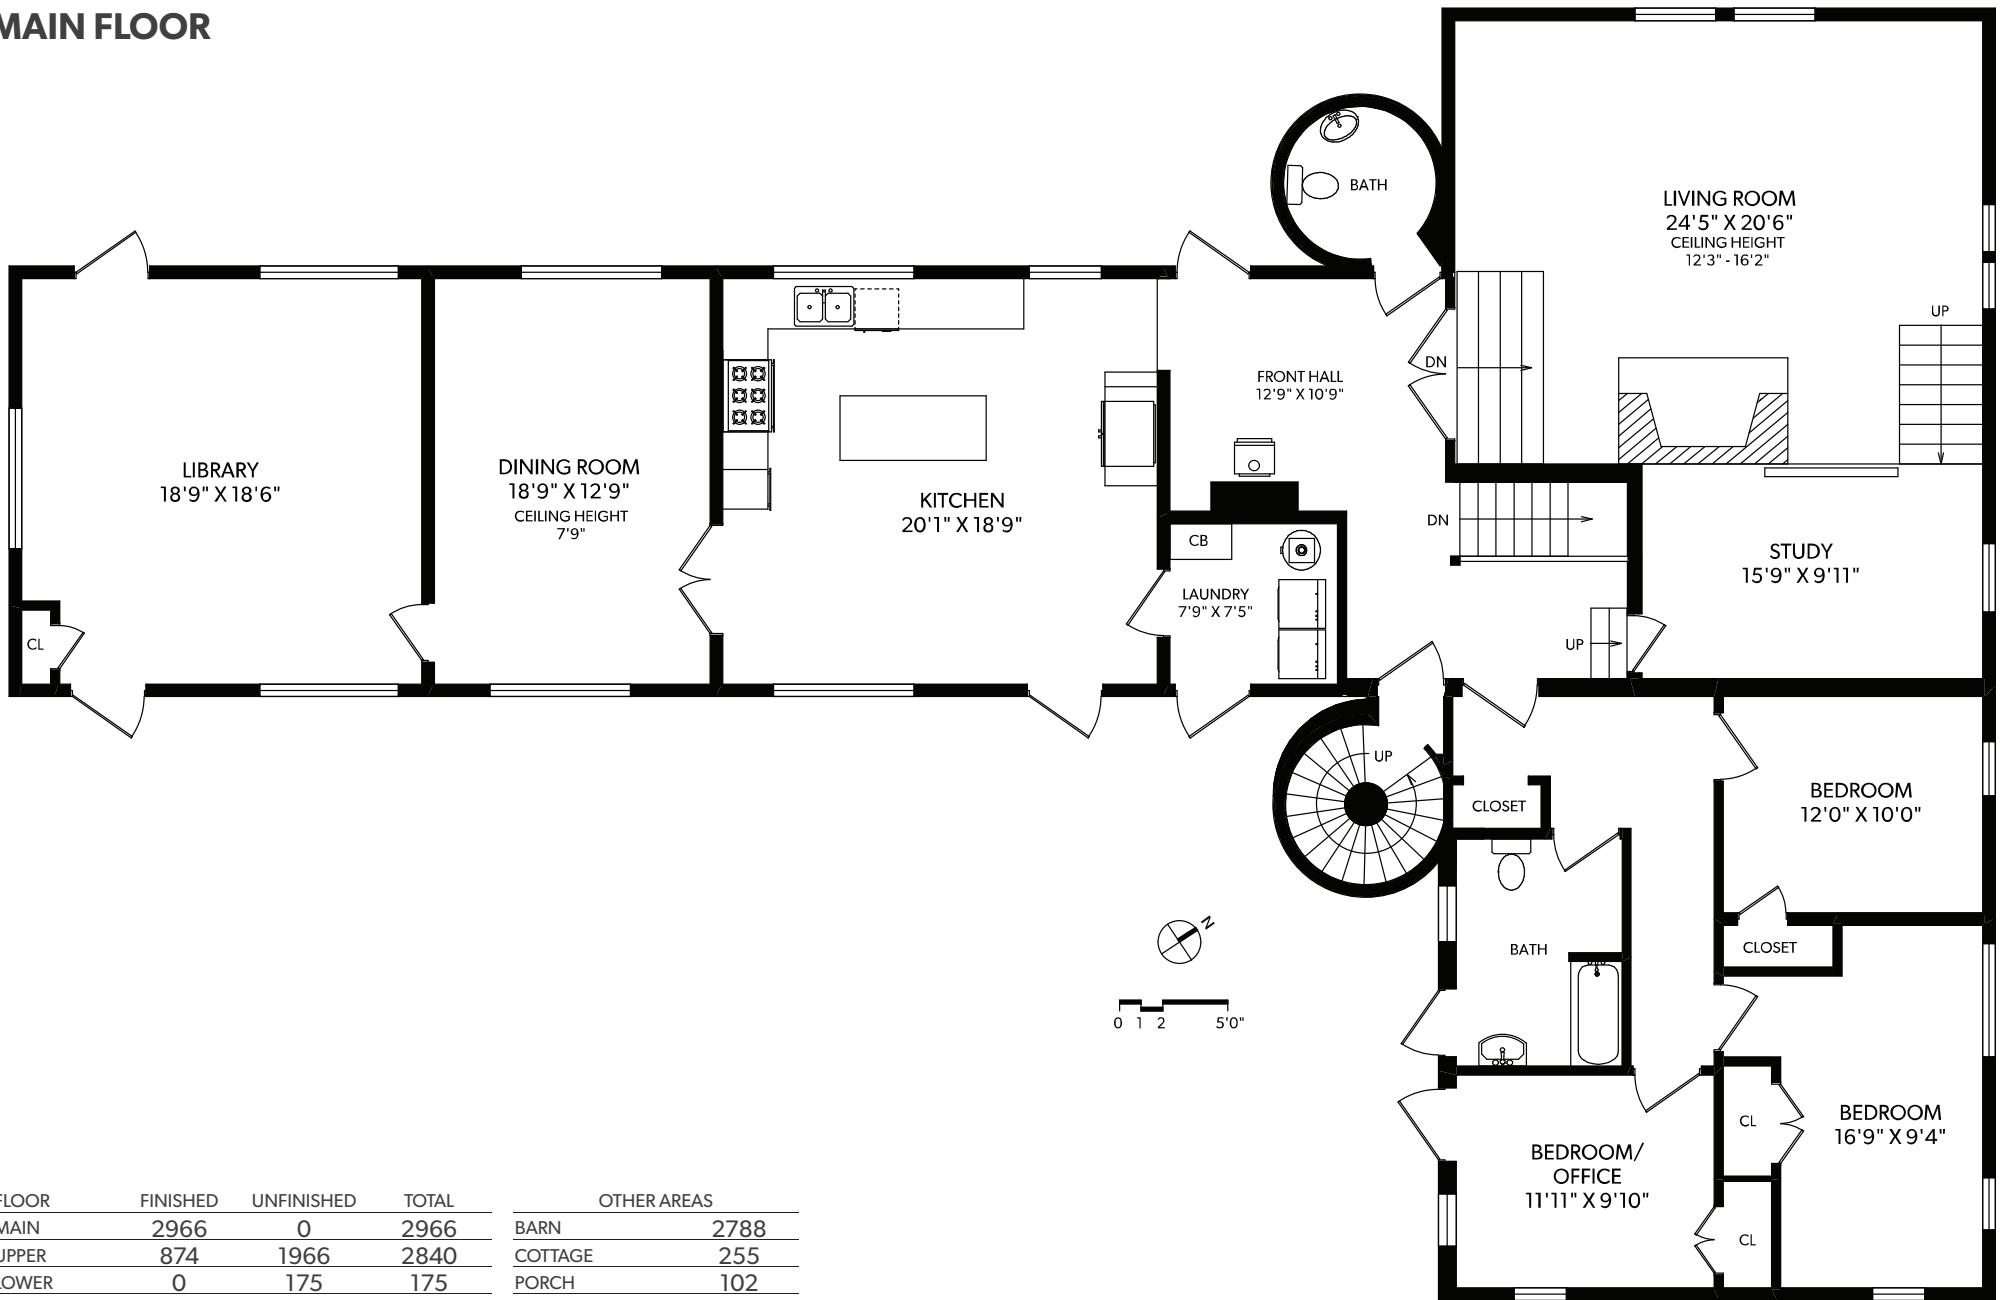 MAIN FLOOR
BATH
LIVING ROOM
24'5" X 20'6"
CEILING HEIGHT
12'3" - 16'2"
UP
DN
FRONT HALL
12'9" X 10'9"
LIBRARY
18'9" X 18'6"
DINING ROOM
18'9" X 12'9"
CEILING HEIGHT
7'9"
KITCHEN
20'1" X 18'9"
DN
CB
STUDY
15'9" X 9'11"
LAUNDRY
7'9" X 7'5"
CL
UP
UP
CLOSET
BEDROOM
12'0" X 10'0"
N
BATH
CLOSET
0 1 2 5'0"
CL
BEDROOM
16'9" X 9'4"
BEDROOM/
OFFICE
11'11" X 9'10"
CL
FLOOR FINISHED UNFINISHED TOTAL
MAIN 2966 0 2966
UPPER 874 1966 2840
LOWER 0 175 175
OTHER AREAS
BARN 2788
COTTAGE 255
PORCH 102